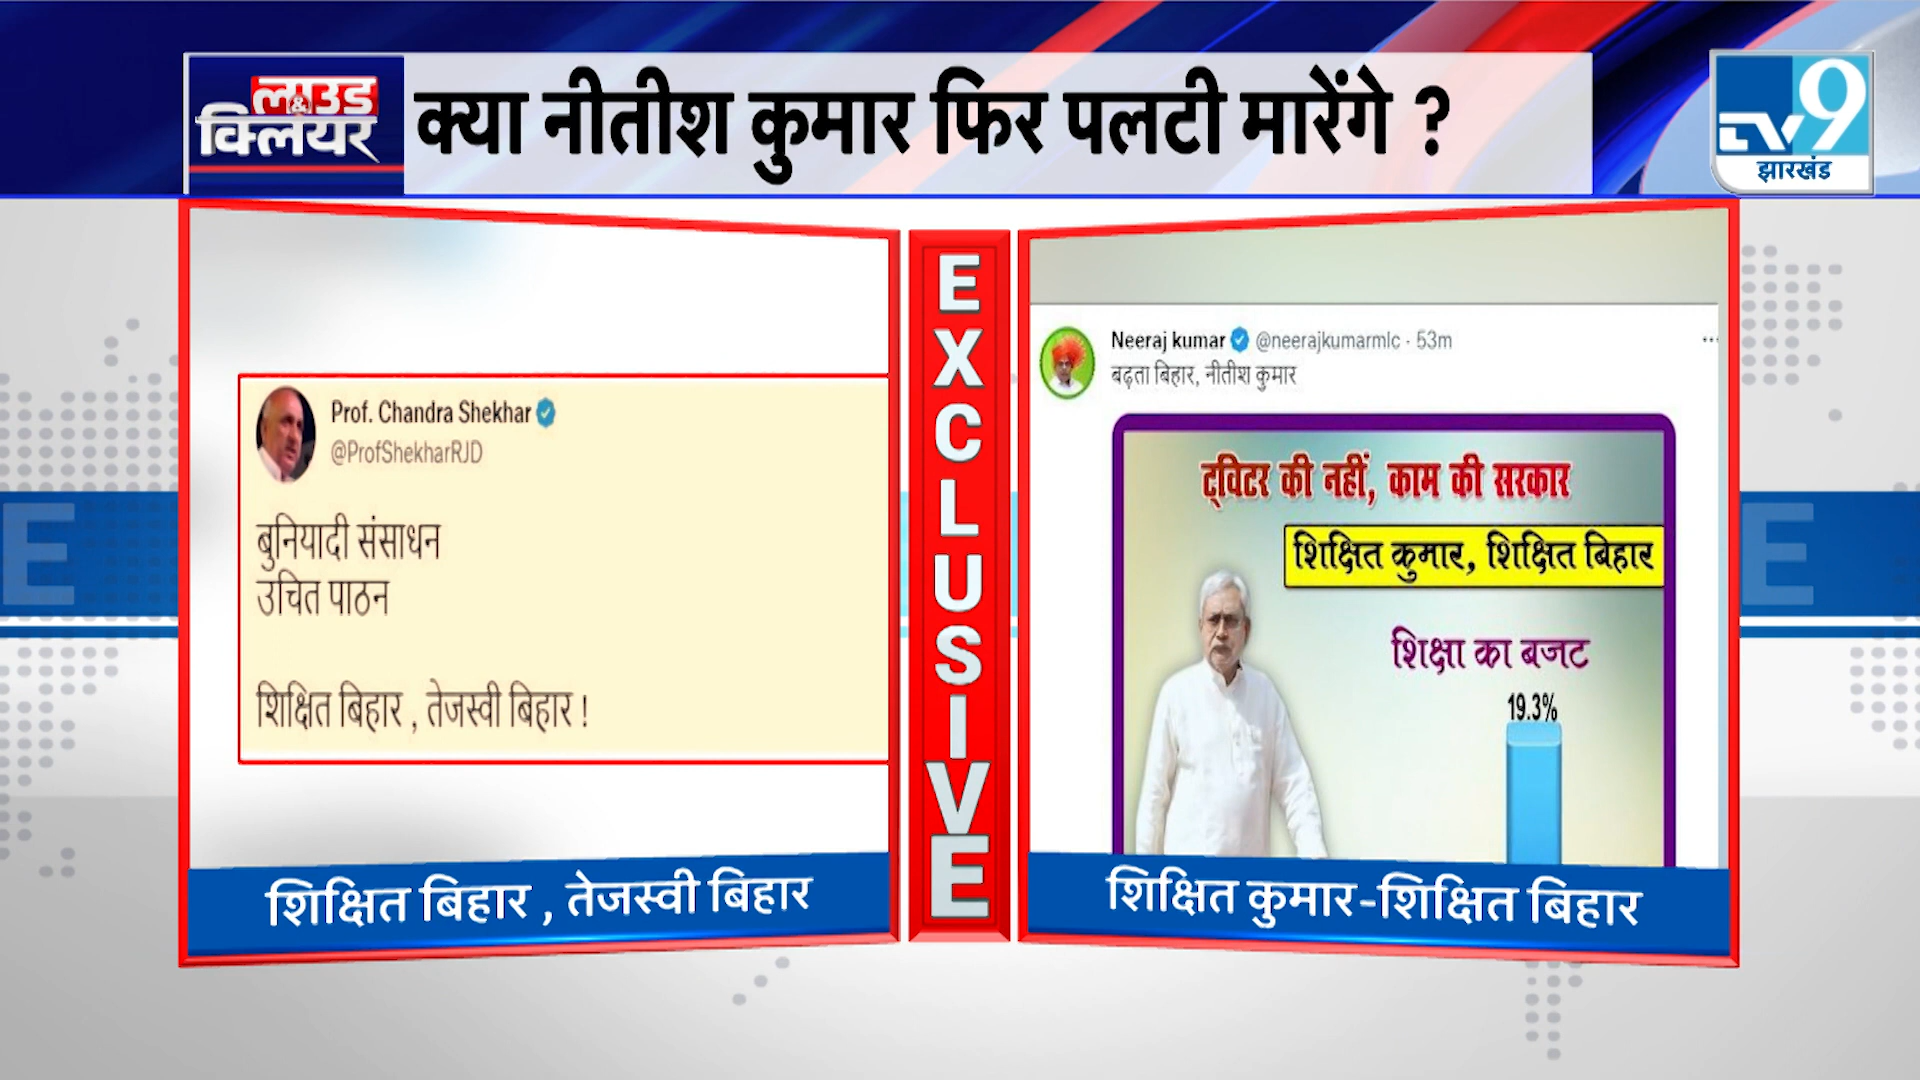 लाउड
&
क्लियर
क्या नीतीश कुमार फिर पलटी मारेंगे ?
TV9
झारखंड
Prof. Chandra Shekhar
@ProfShekharRJD
बुनियादी संसाधन
उचित पाठन
शिक्षित बिहार , तेजस्वी बिहार !
शिक्षित बिहार , तेजस्वी बिहार
EXCLUSIVE
Neeraj kumar @neerajkumarmlc · 53m
बढ़ता बिहार, नीतीश कुमार
ट्विटर की नहीं, काम की सरकार
शिक्षित कुमार, शिक्षित बिहार
शिक्षा का बजट
19.3%
शिक्षित कुमार-शिक्षित बिहार
E
E